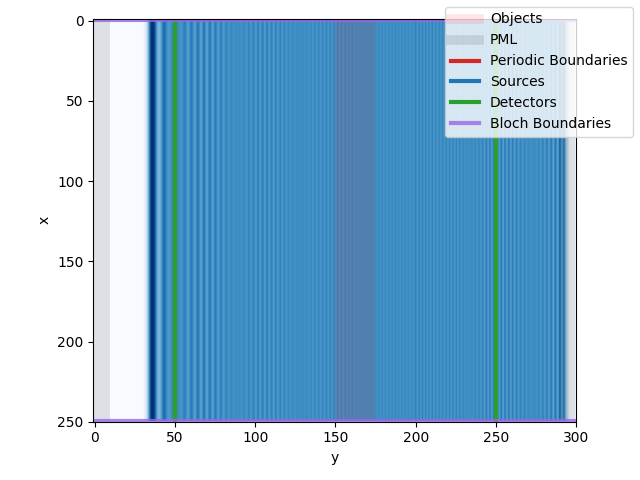 Objects
PML
Periodic Boundaries
Sources
Detectors
Bloch Boundaries
0
50
100
150
200
250
x
0 50 100 150 200 250 300
y